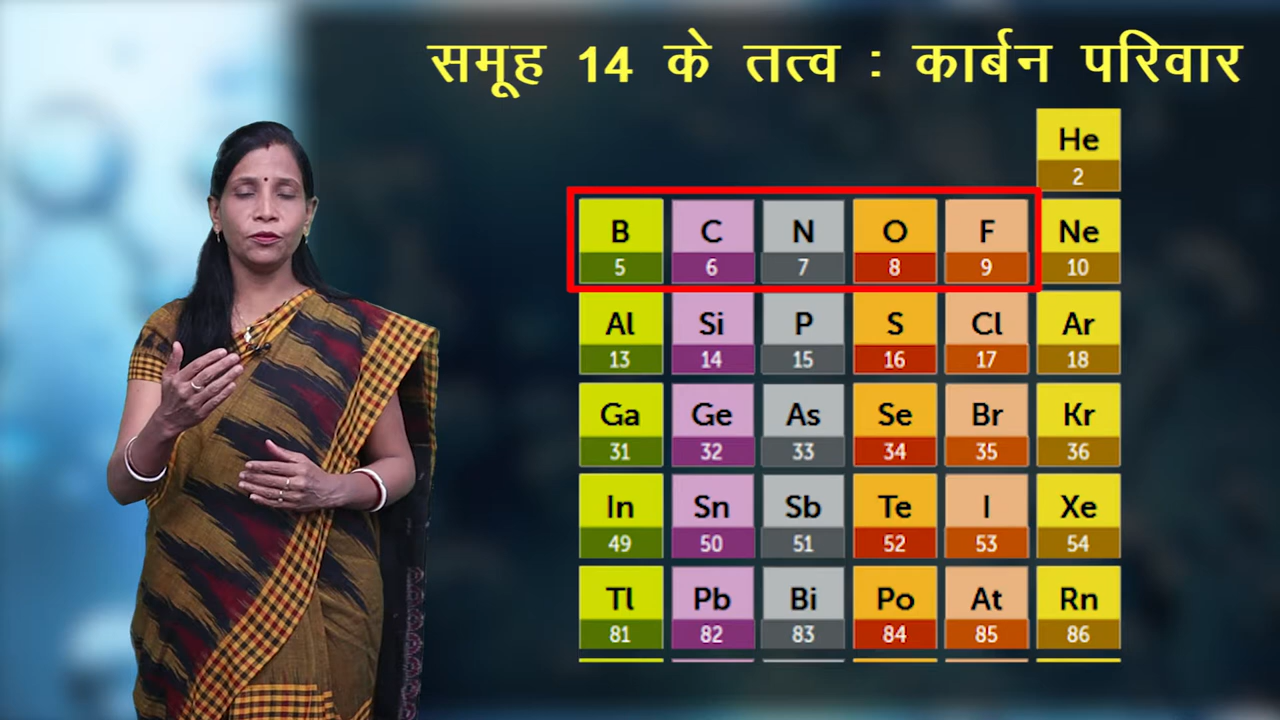 समूह 14 के तत्व : कार्बन परिवार
He
2
B C N O F Ne
5 6 7 8 9 10
Al Si P S Cl Ar
13 14 15 16 17 18
Ga Ge As Se Br Kr
31 32 33 34 35 36
In Sn Sb Te I Xe
49 50 51 52 53 54
Tl Pb Bi Po At Rn
81 82 83 84 85 86